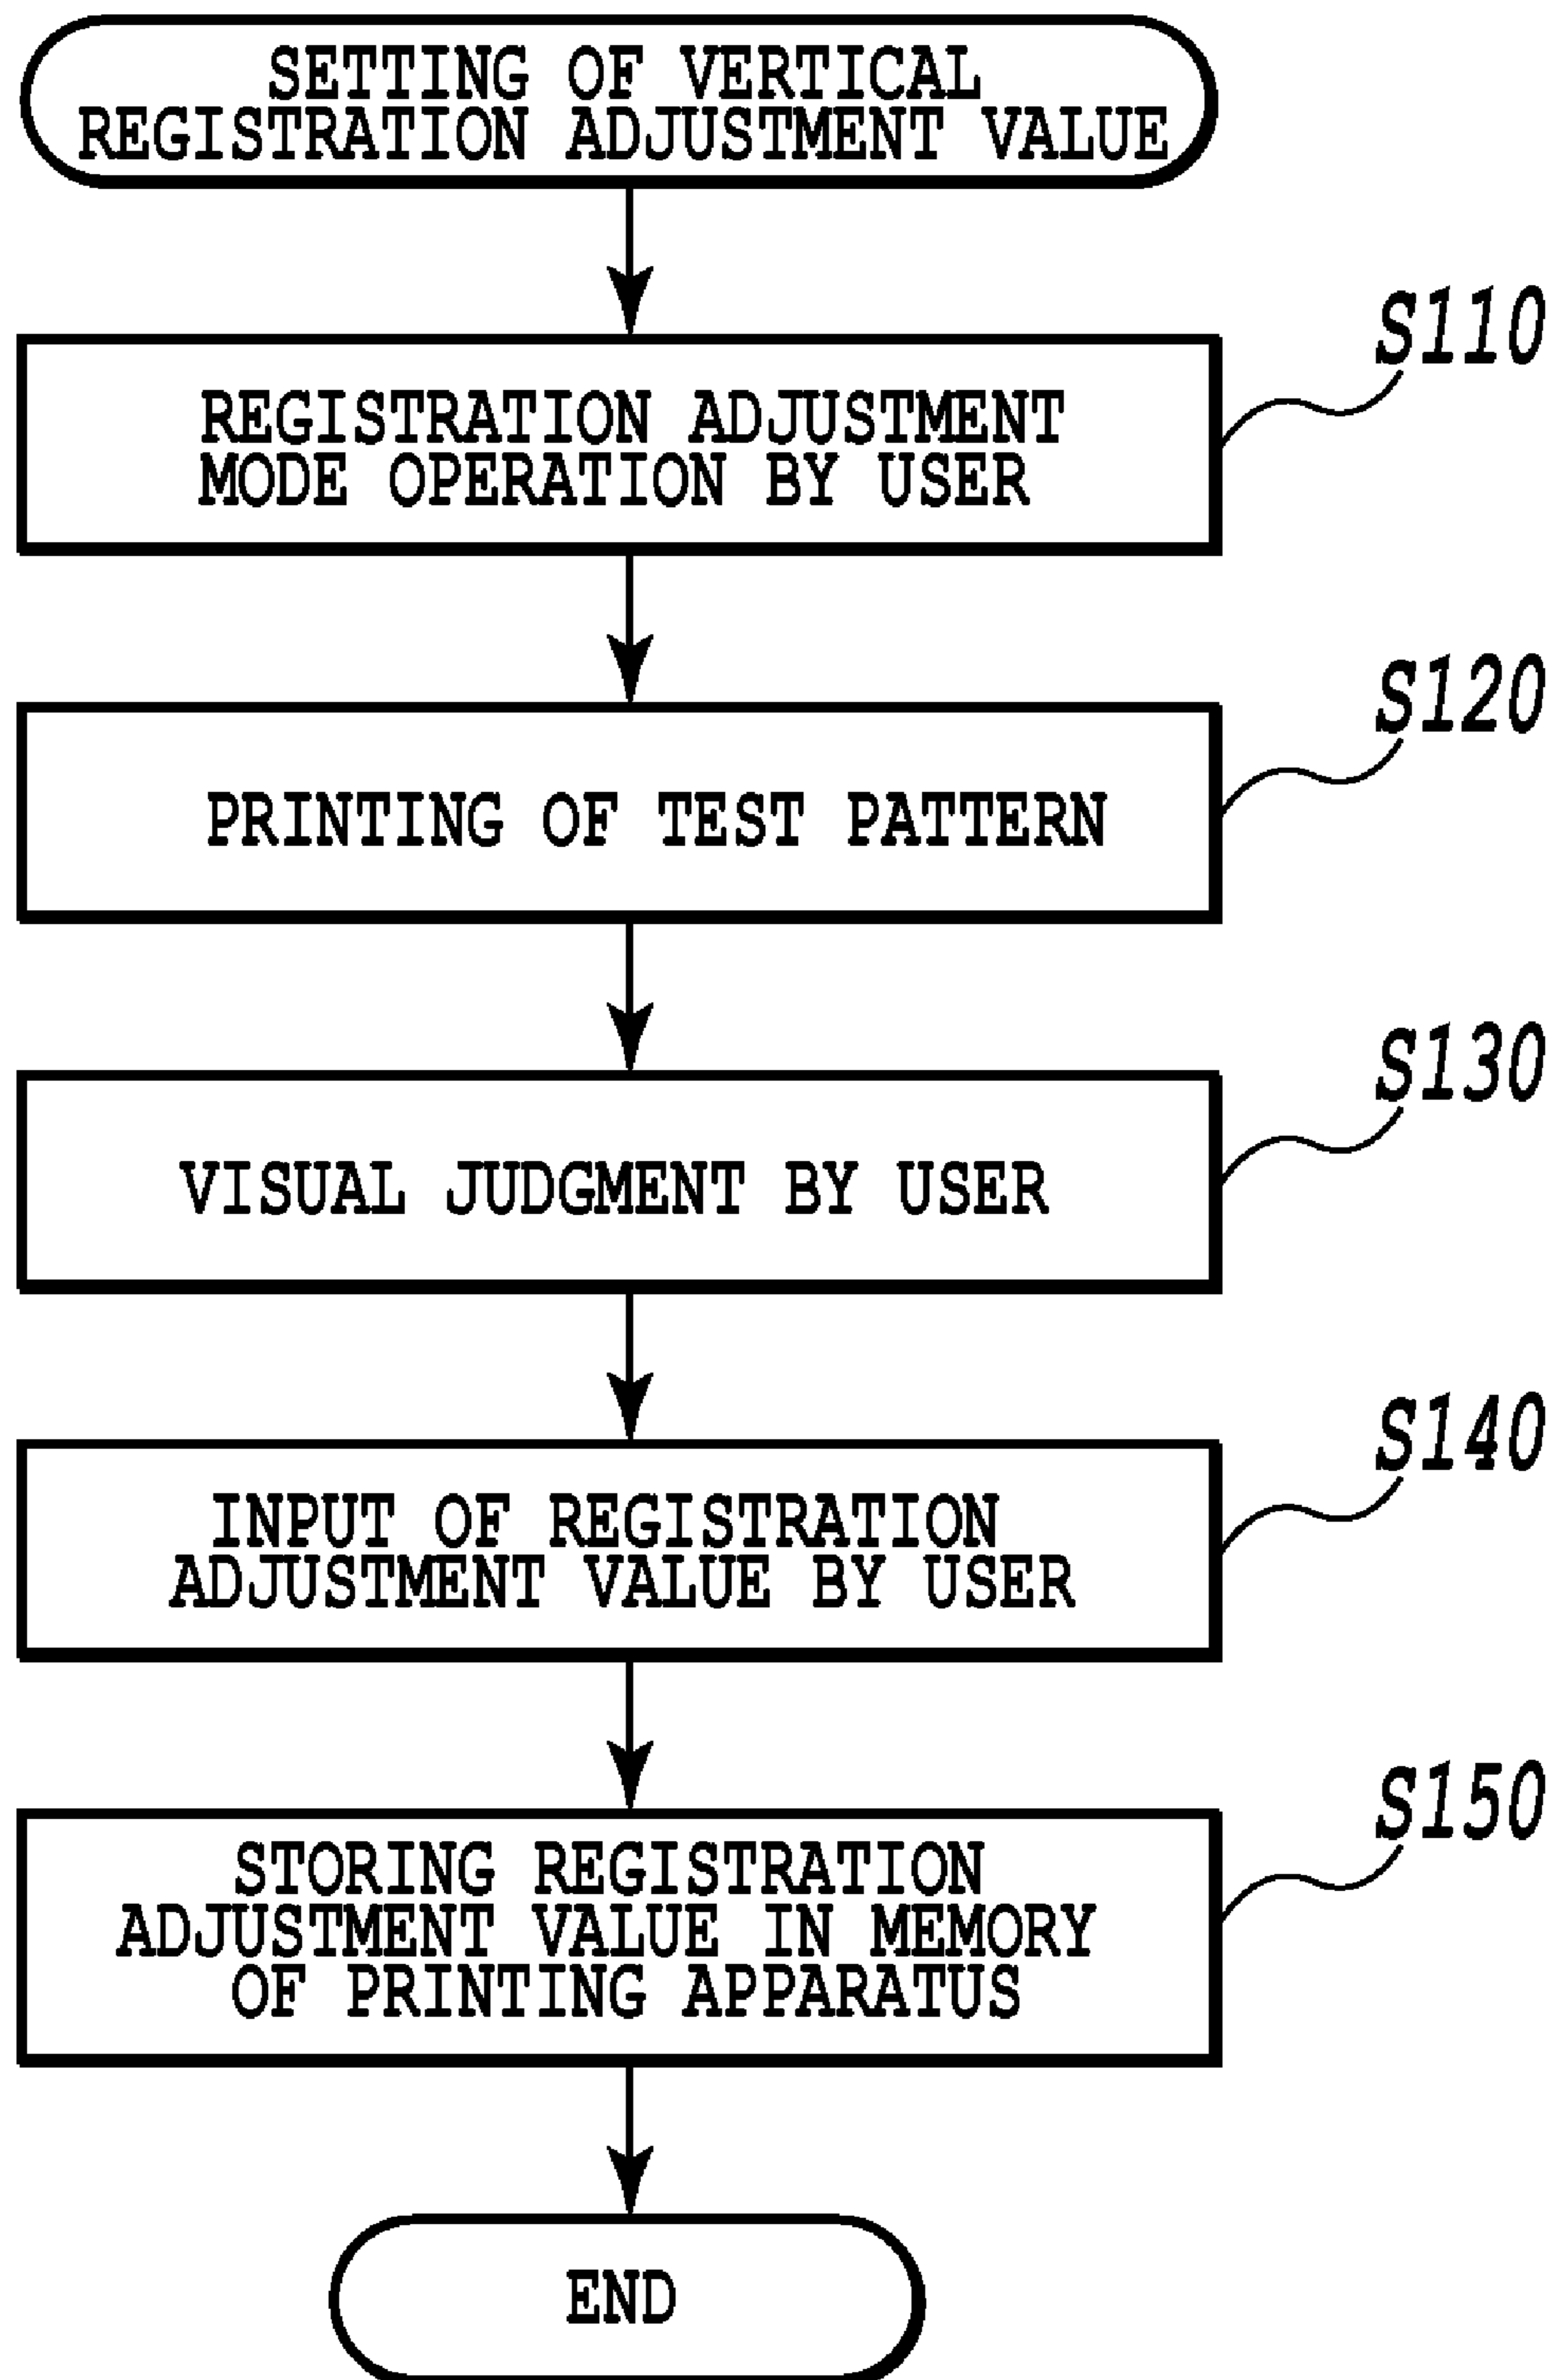 SETTING OF VERTICAL
REGISTRATION ADJUSTMENT VALUE
S110
REGISTRATION ADJUSTMENT
MODE OPERATION BY USER
S120
PRINTING OF TEST PATTERN
S130
VISUAL JUDGMENT BY USER
S140
INPUT OF REGISTRATION
ADJUSTMENT VALUE BY USER
S150
STORING REGISTRATION
ADJUSTMENT VALUE IN MEMORY
OF PRINTING APPARATUS
END